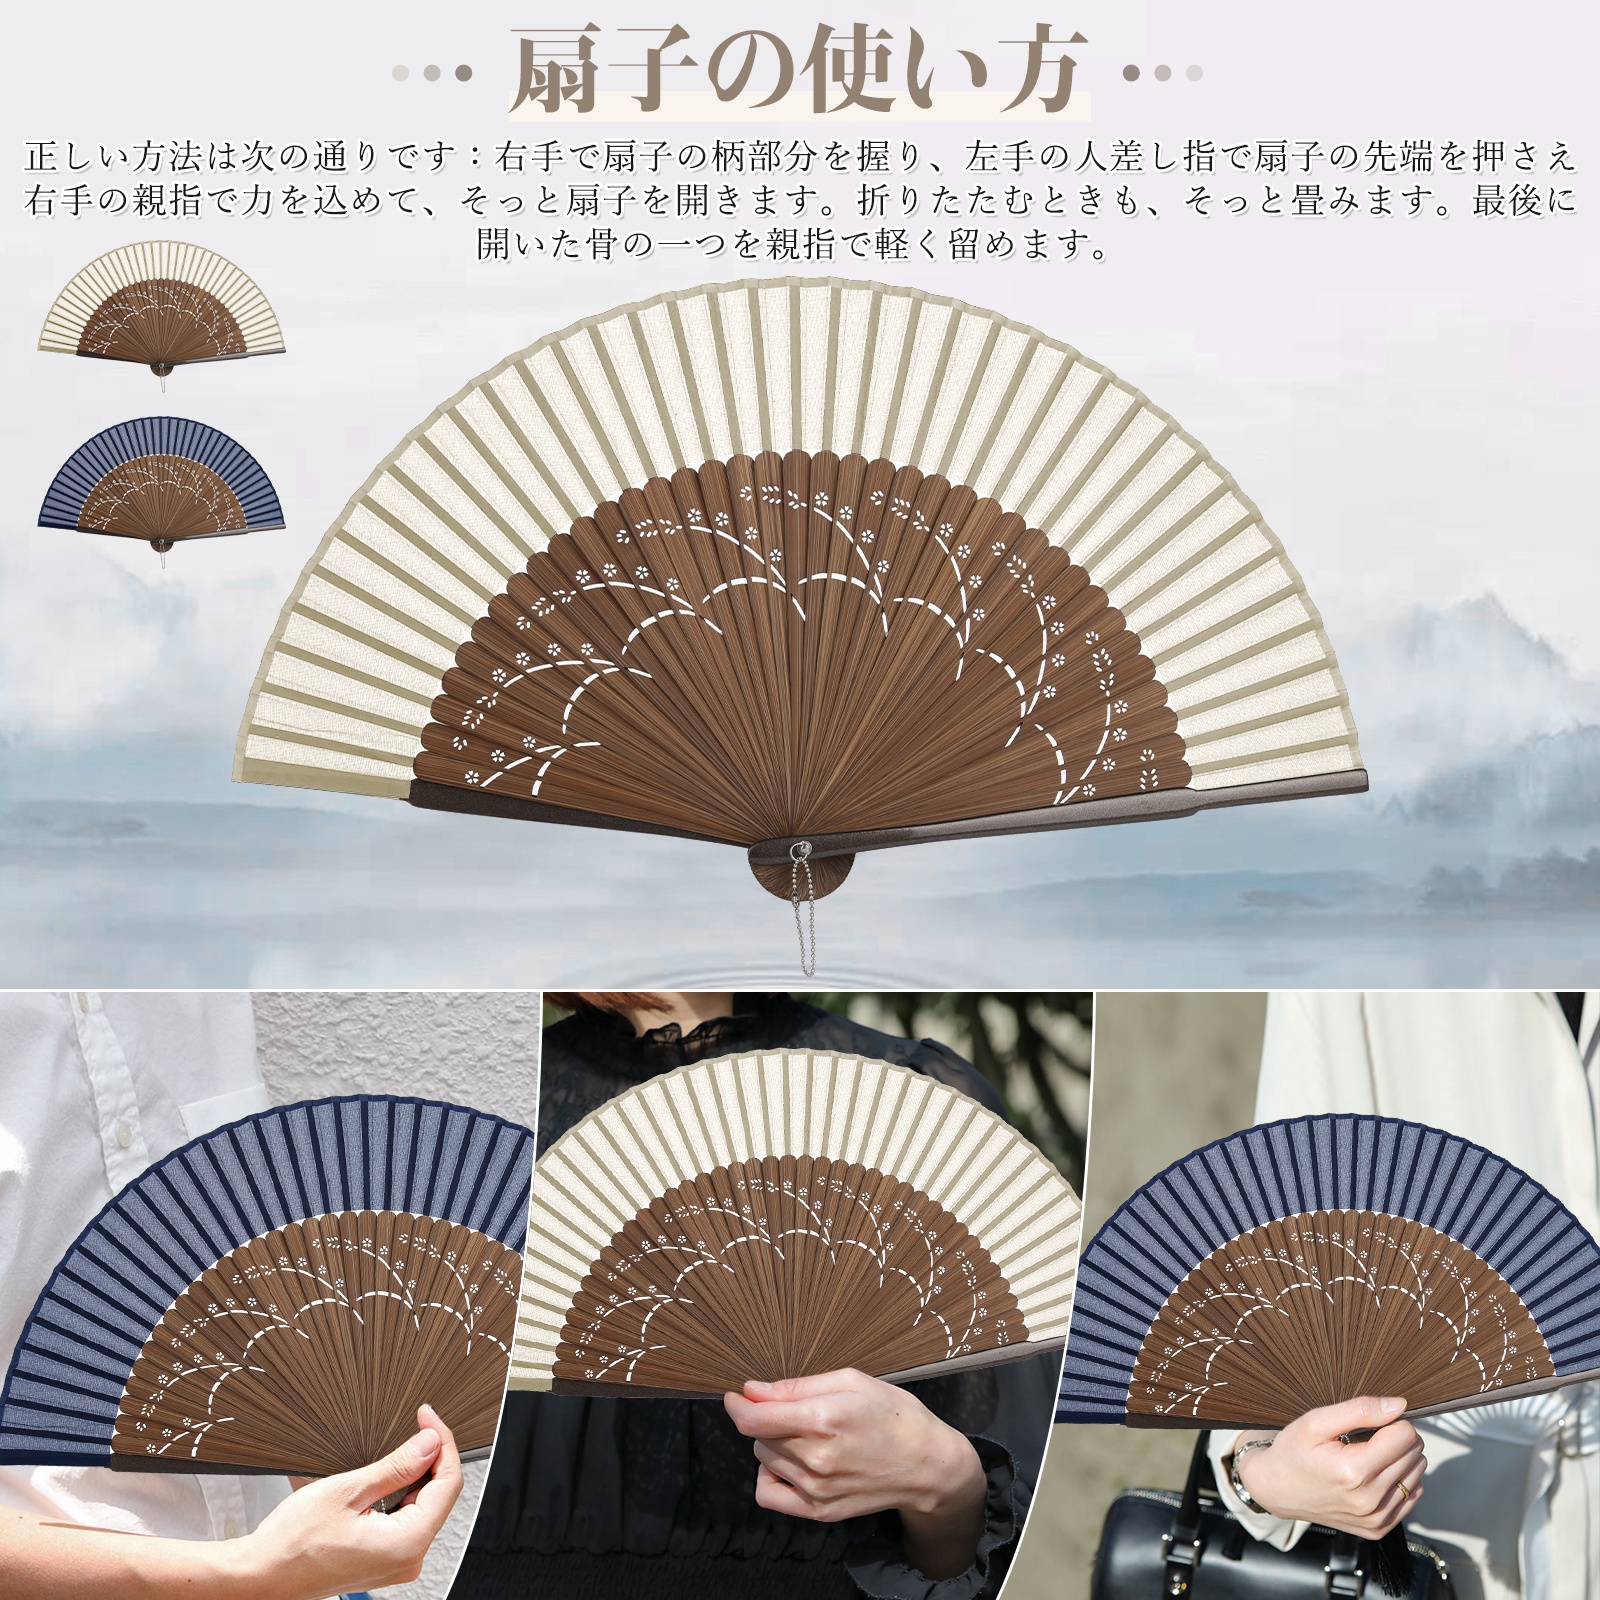 扇子の使い方
正しい方法は次の通りです：右手で扇子の柄部分を握り、左手の人差し指で扇子の先端を押さえ
右手の親指で力を込めて、そっと扇子を開きます。折りたたむときも、そっと畳みます。最後に
開いた骨の一つを親指で軽く留めます。